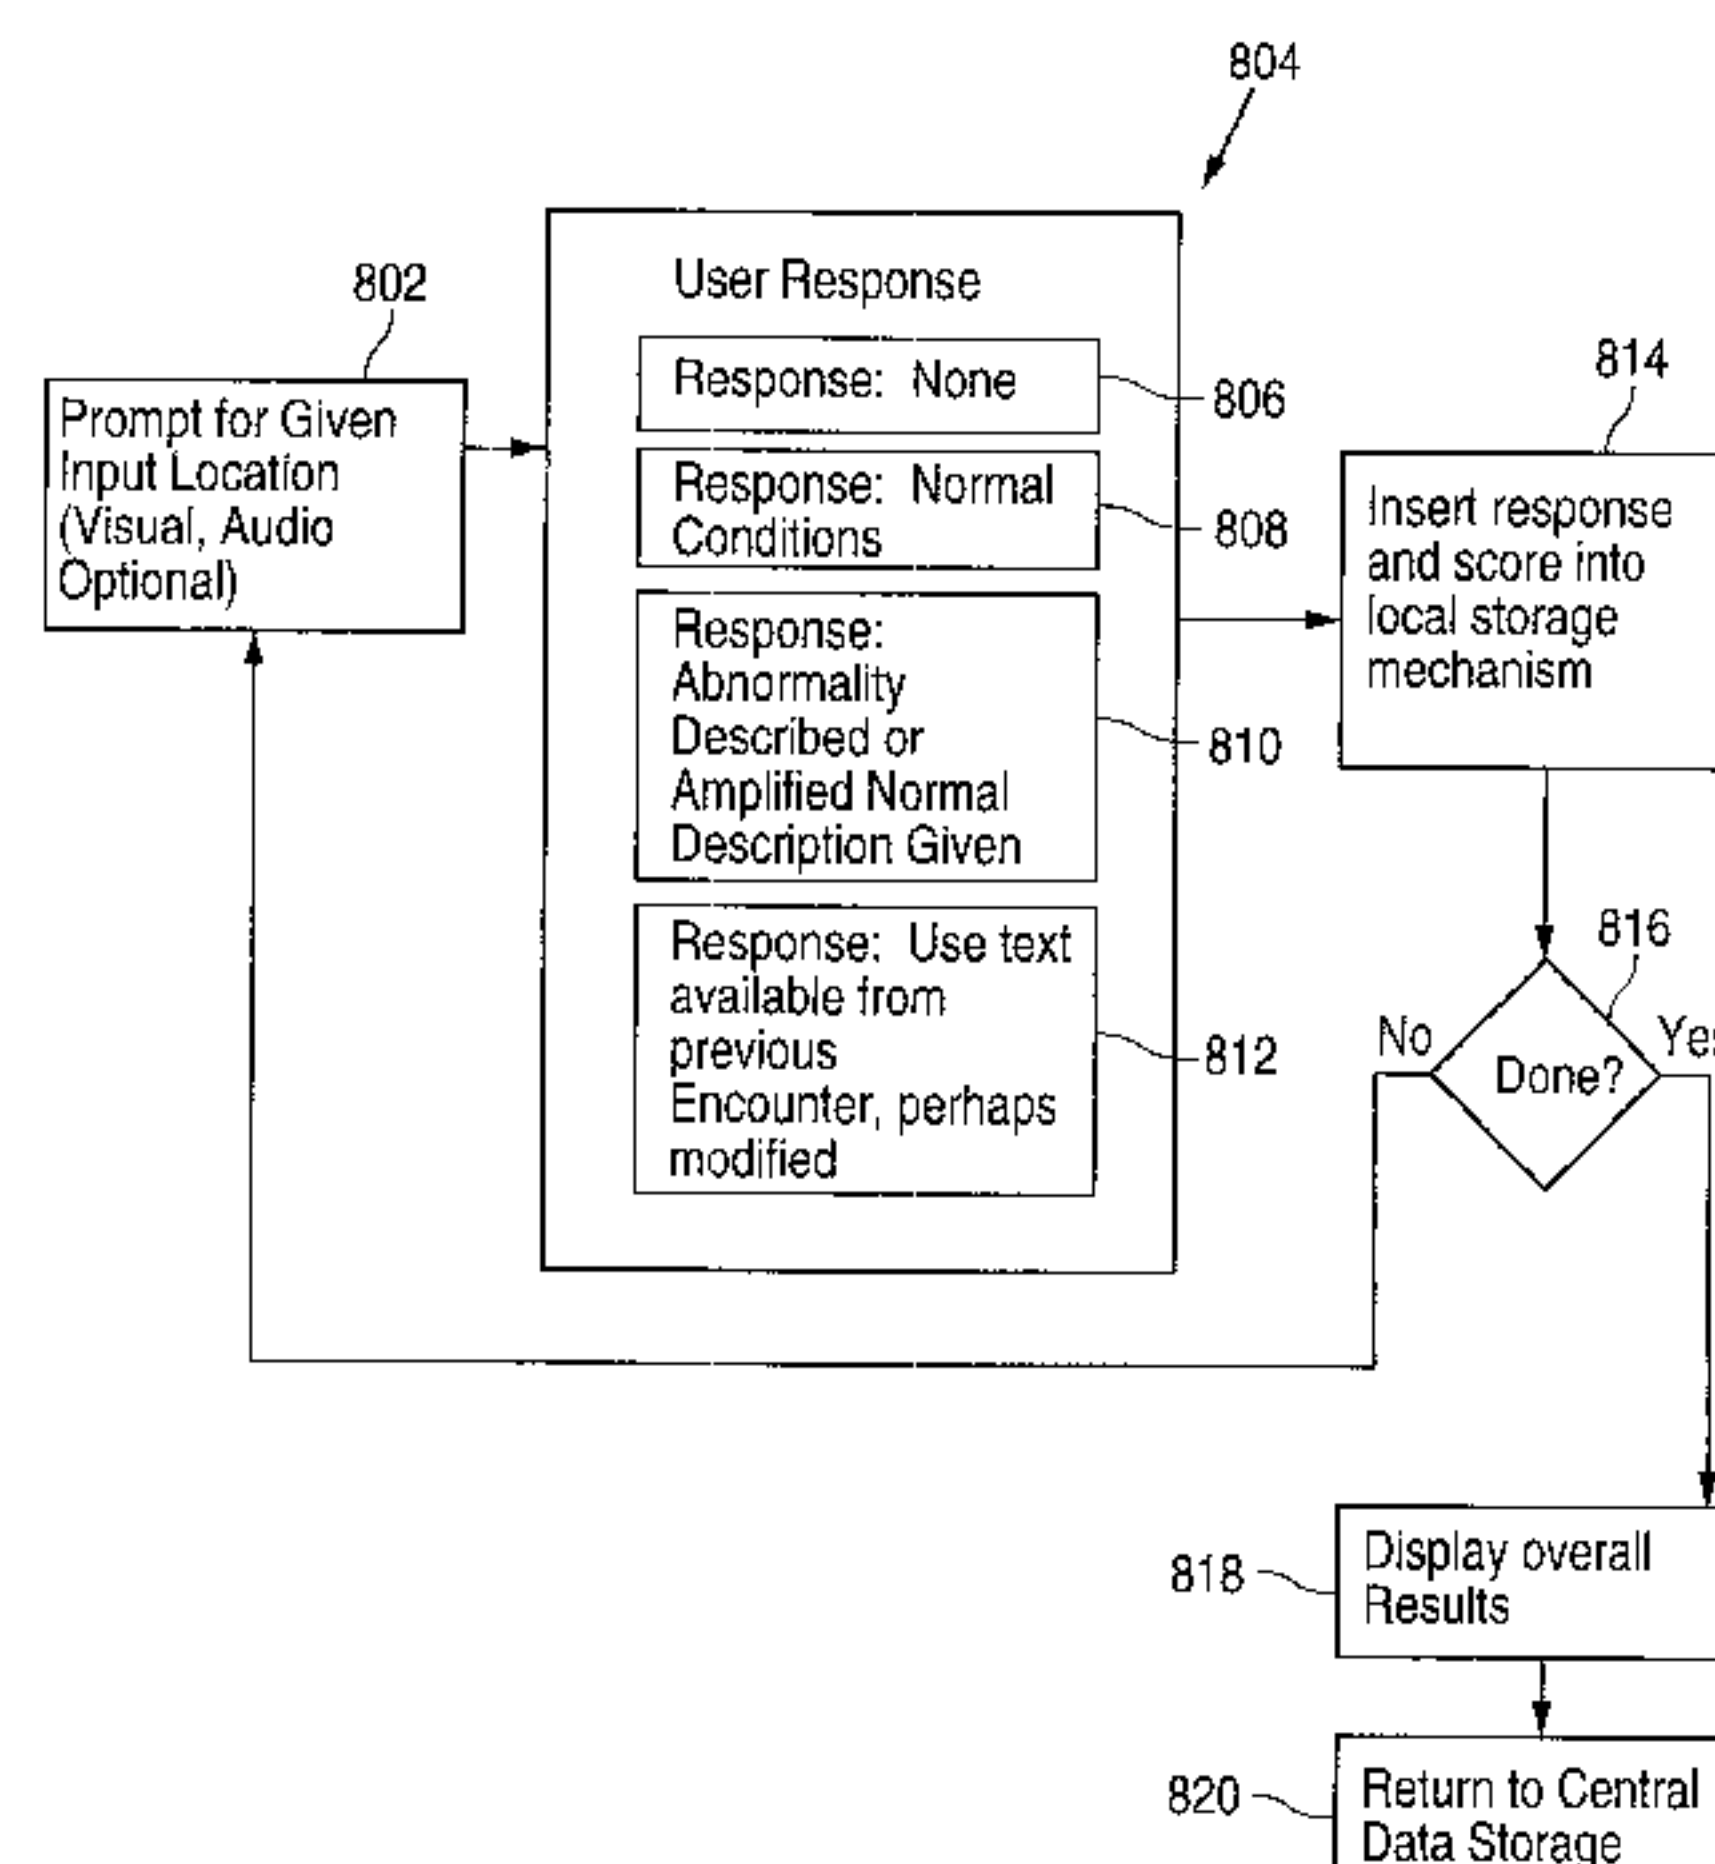 804
802
User Response
Response: None
806
814
Prompt for Given
Input Location
(Visual, Audio
Optional)
Response: Normal
Conditions
808
Insert response
and score into
local storage
mechanism
Response:
Abnormality
Described or
Amplified Normal
Description Given
810
Response: Use text
available from
previous
Encounter, perhaps
modified
812
816
No
Done?
818
Display overall
Results
820
Return to Central
Data Storage